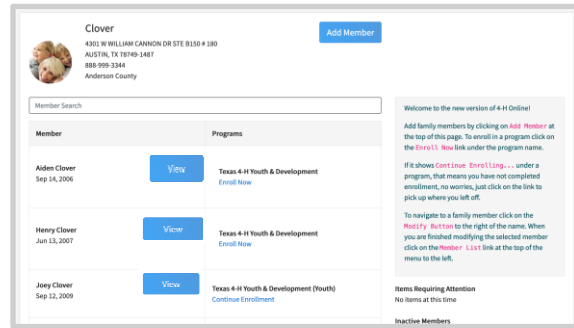 Clover
4301 W WILLIAM CANNON DR STE B150 # 180
AUSTIN, TX 78749-1487
888-999-3344
Anderson County
Add Member
Member Search
Member
Programs
Aiden Clover
Sep 14, 2006
View
Texas 4-H Youth & Development
Enroll Now
Henry Clover
Jun 13, 2007
View
Texas 4-H Youth & Development
Enroll Now
Joey Clover
Sep 12, 2009
View
Texas 4-H Youth & Development (Youth)
Continue Enrollment
Welcome to the new version of 4-H Online!
Add family members by clicking on Add Member at
the top of this page. To enroll in a program click on
the Enroll Now link under the program name.
If it shows Continue Enrolling... under a
program, that means you have not completed
enrollment, no worries, just click on the link to
pick up where you left off.
To navigate to a family member click on the
Modify Button to the right of the name. When
you are finished modifying the selected member
click on the Member List link at the top of the
menu to the left.
Items Requiring Attention
No items at this time
Inactive Members